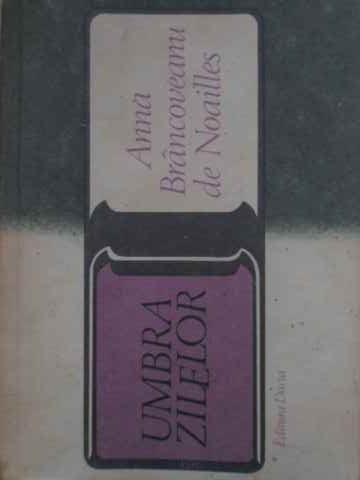 Anna
Brâncoveanu
de Noailles
UMBRA
ZILELOR
Editura Dacia